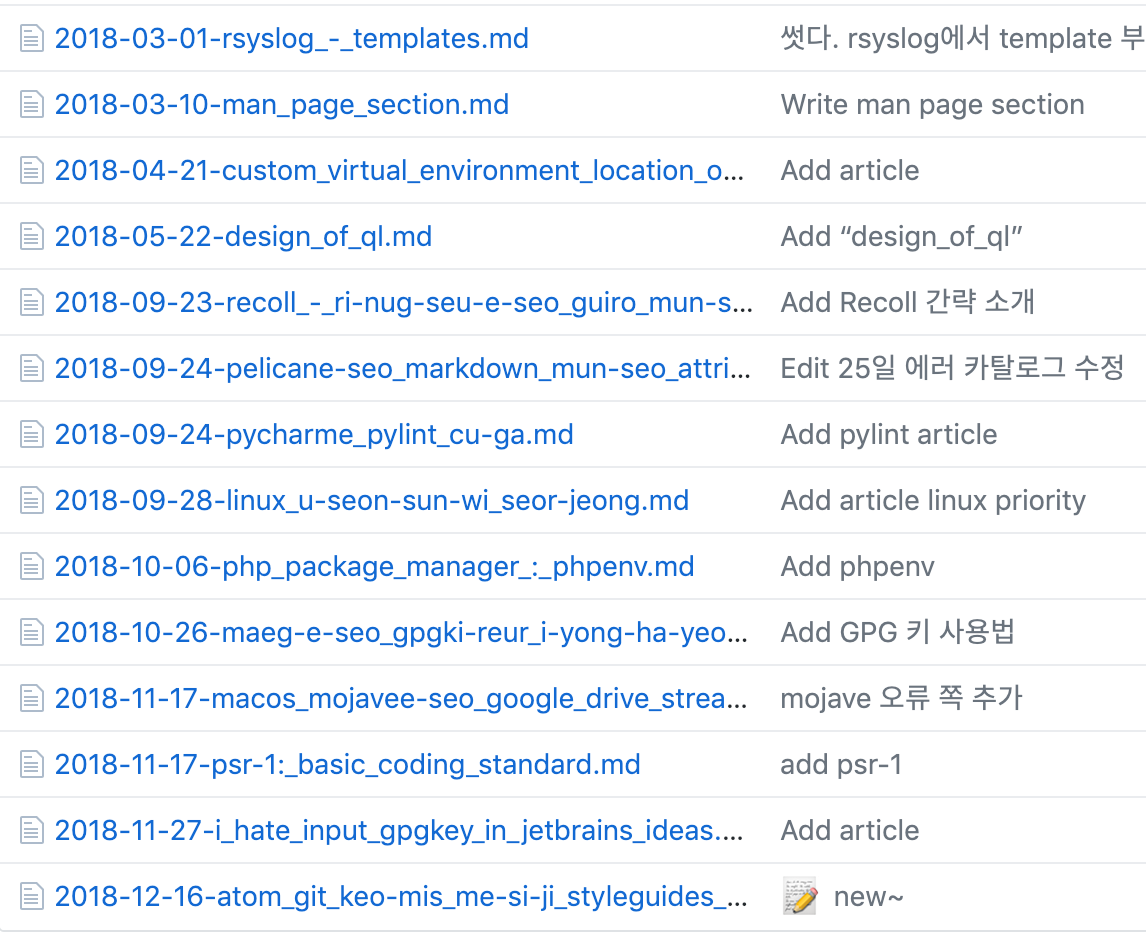 2018-03-01-rsyslog_-_templates.md 썻다. rsyslog에서 template 부
2018-03-10-man_page_section.md Write man page section
2018-04-21-custom_virtual_environment_location_o... Add article
2018-05-22-design_of_ql.md Add “design_of_ql”
2018-09-23-recoll_-_ri-nug-seu-e-seo_guiro_mun-s... Add Recoll 간략 소개
2018-09-24-pelicane-seo_markdown_mun-seo_attri... Edit 25일 에러 카탈로그 수정
2018-09-24-pycharme_pylint_cu-ga.md Add pylint article
2018-09-28-linux_u-seon-sun-wi_seor-jeong.md Add article linux priority
2018-10-06-php_package_manager_:_phpenv.md Add phpenv
2018-10-26-maeg-e-seo_gpgki-reur_i-yong-ha-yeo... Add GPG 키 사용법
2018-11-17-macos_mojavee-seo_google_drive_strea... mojave 오류 쪽 추가
2018-11-17-psr-1:_basic_coding_standard.md add psr-1
2018-11-27-i_hate_input_gpgkey_in_jetbrains_ideas.... Add article
2018-12-16-atom_git_keo-mis_me-si-ji_styleguides_... 📝 new~